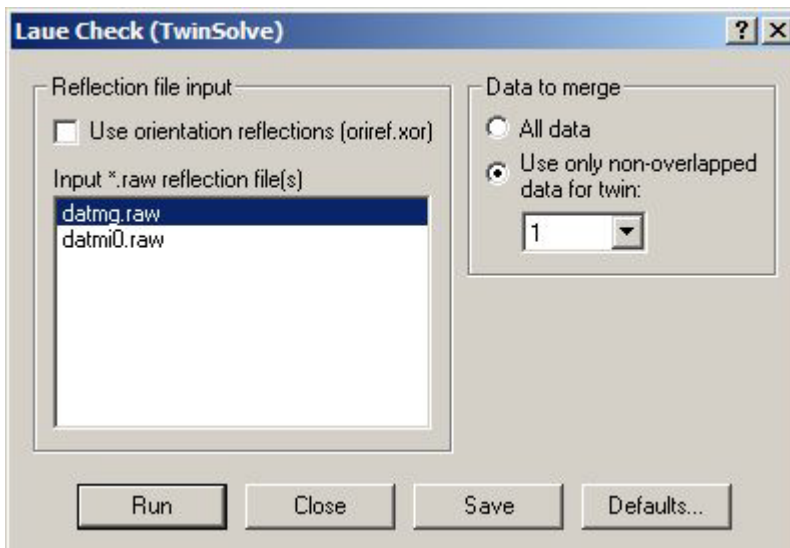 Laue Check (TwinSolve)
Reflection file input
Use orientation reflections (oriref.xor)
Input *.raw reflection file(s)
datmg.raw
datmi0.raw
Data to merge
All data
Use only non-overlapped
data for twin:
1
Run
Close
Save
Defaults...